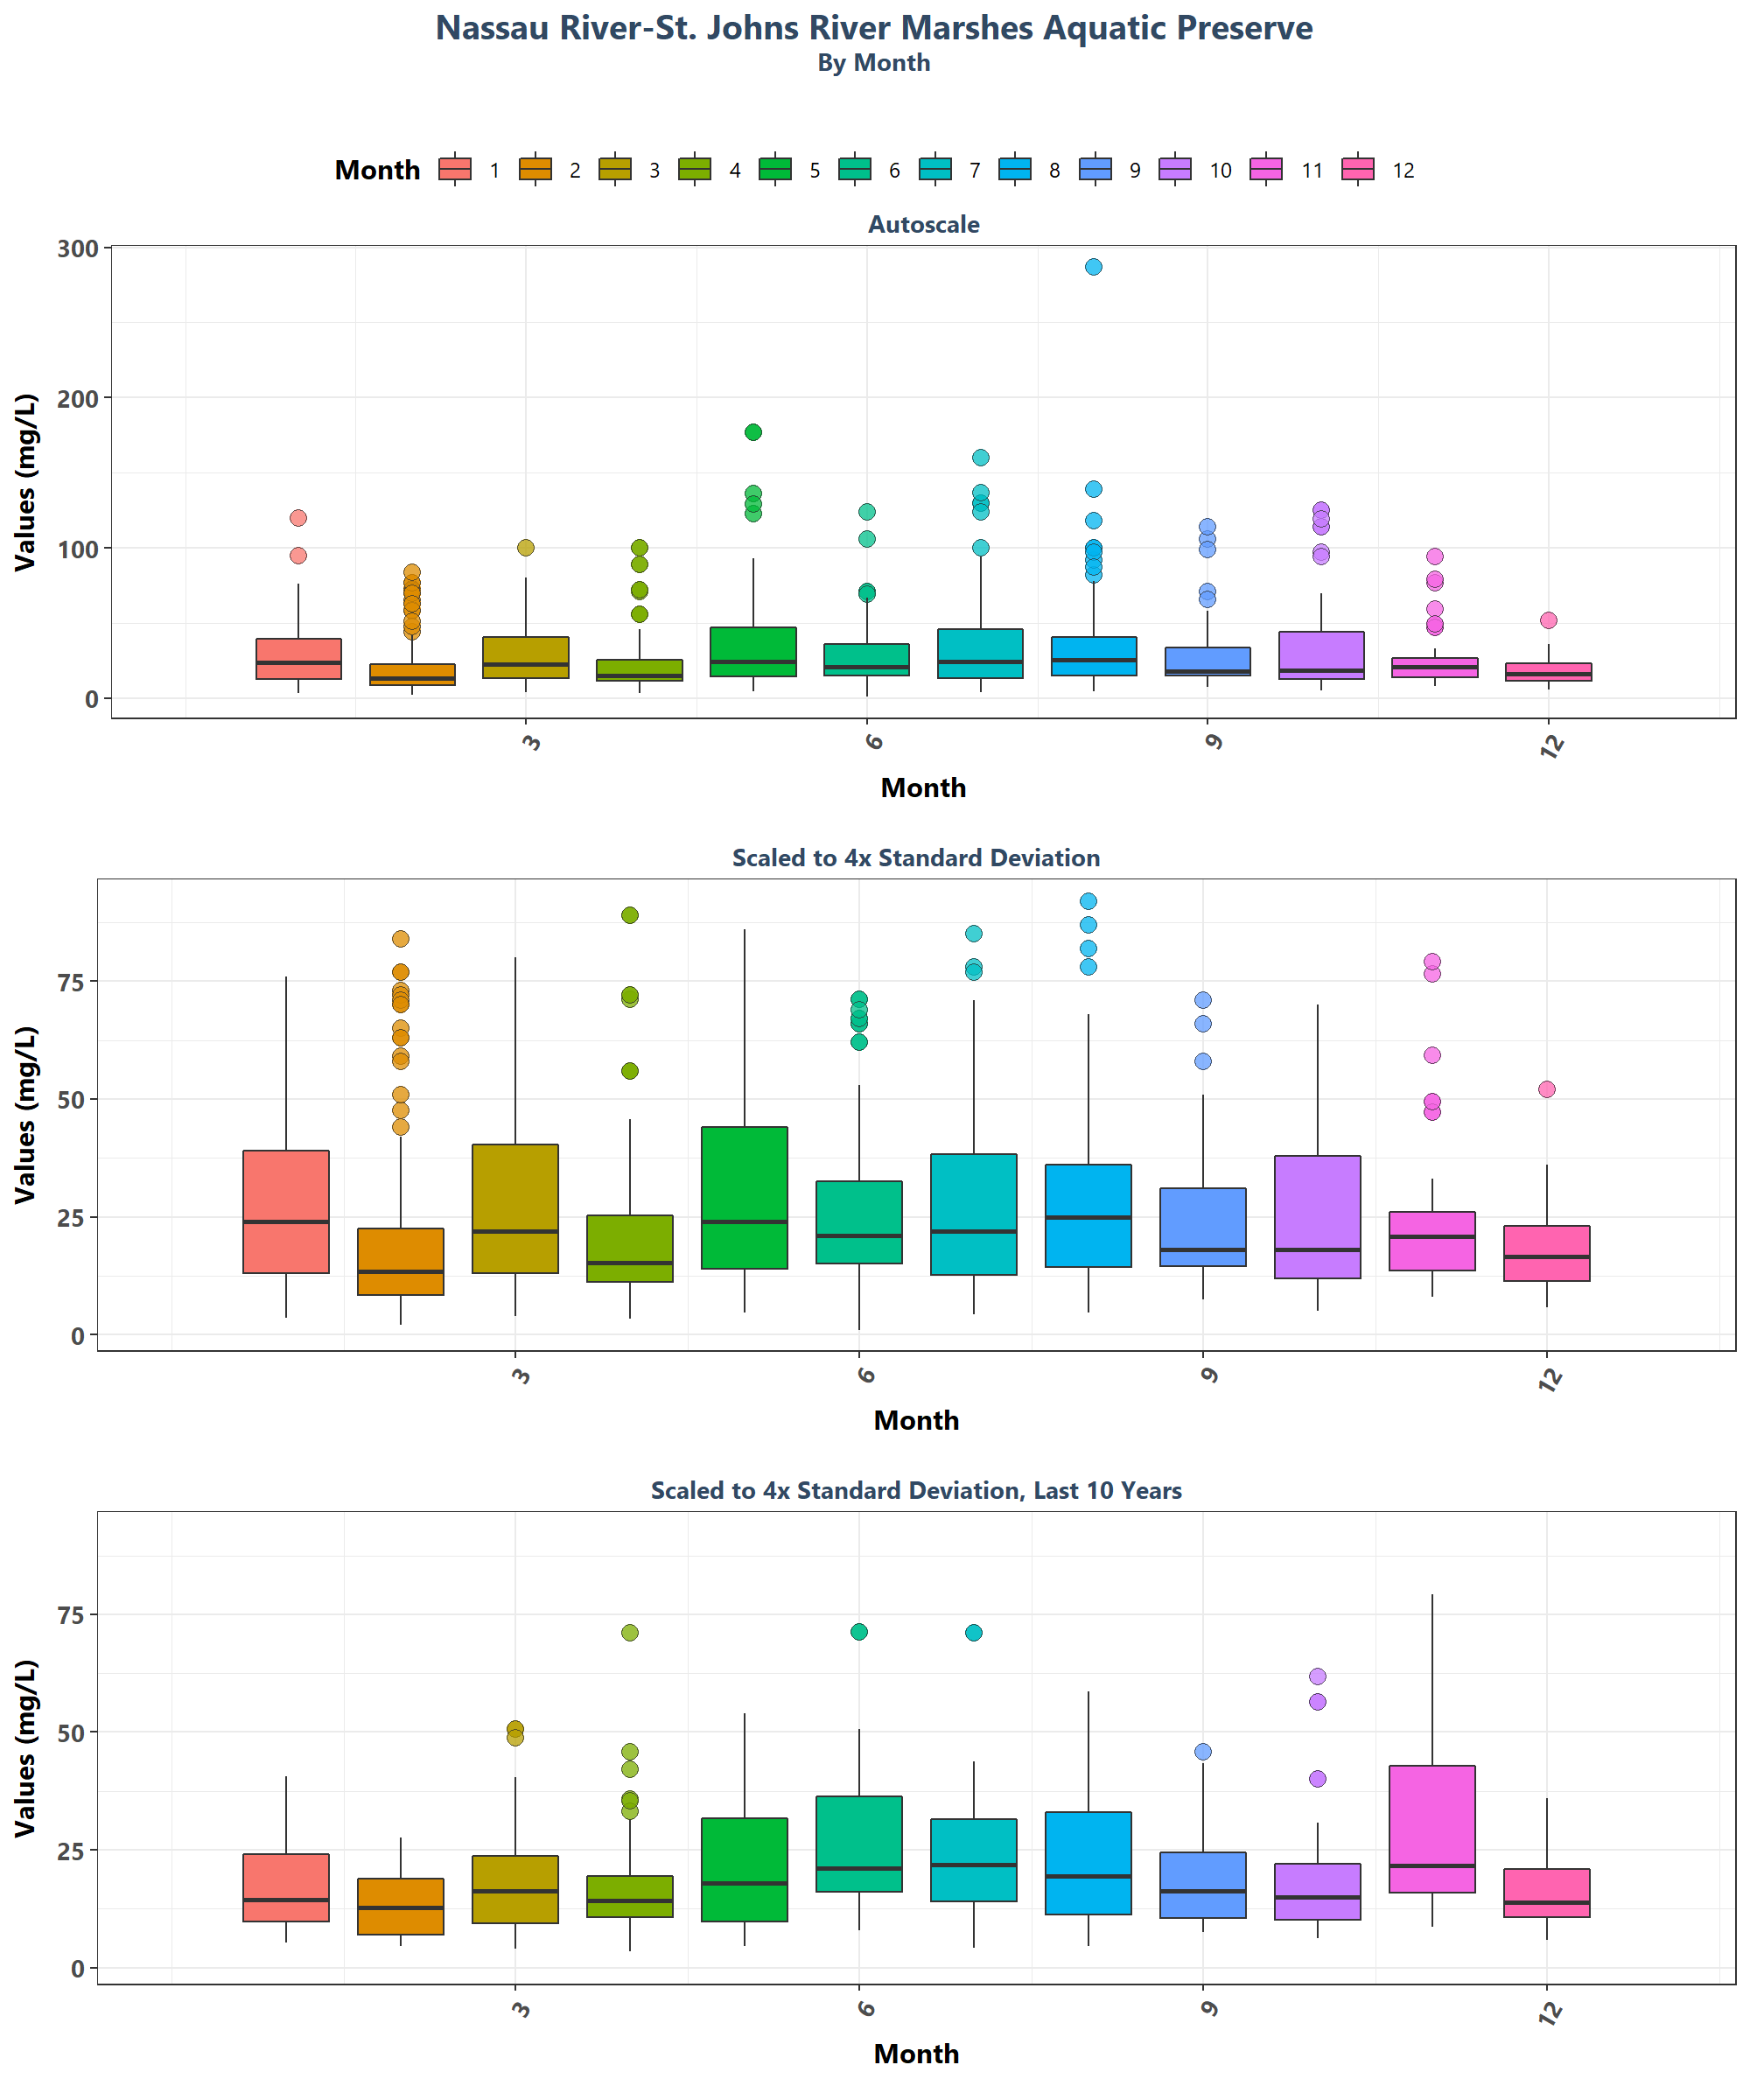 Nassau River-St. Johns River Marshes Aquatic Preserve
By Month
Month 1 2 3 4 5 6 7 8 9 10 11 12
Autoscale
Values (mg/L)
300
200
100
0
3 6 9 12
Month
Scaled to 4x Standard Deviation
Values (mg/L)
75
50
25
0
3 6 9 12
Month
Scaled to 4x Standard Deviation, Last 10 Years
Values (mg/L)
75
50
25
0
3 6 9 12
Month